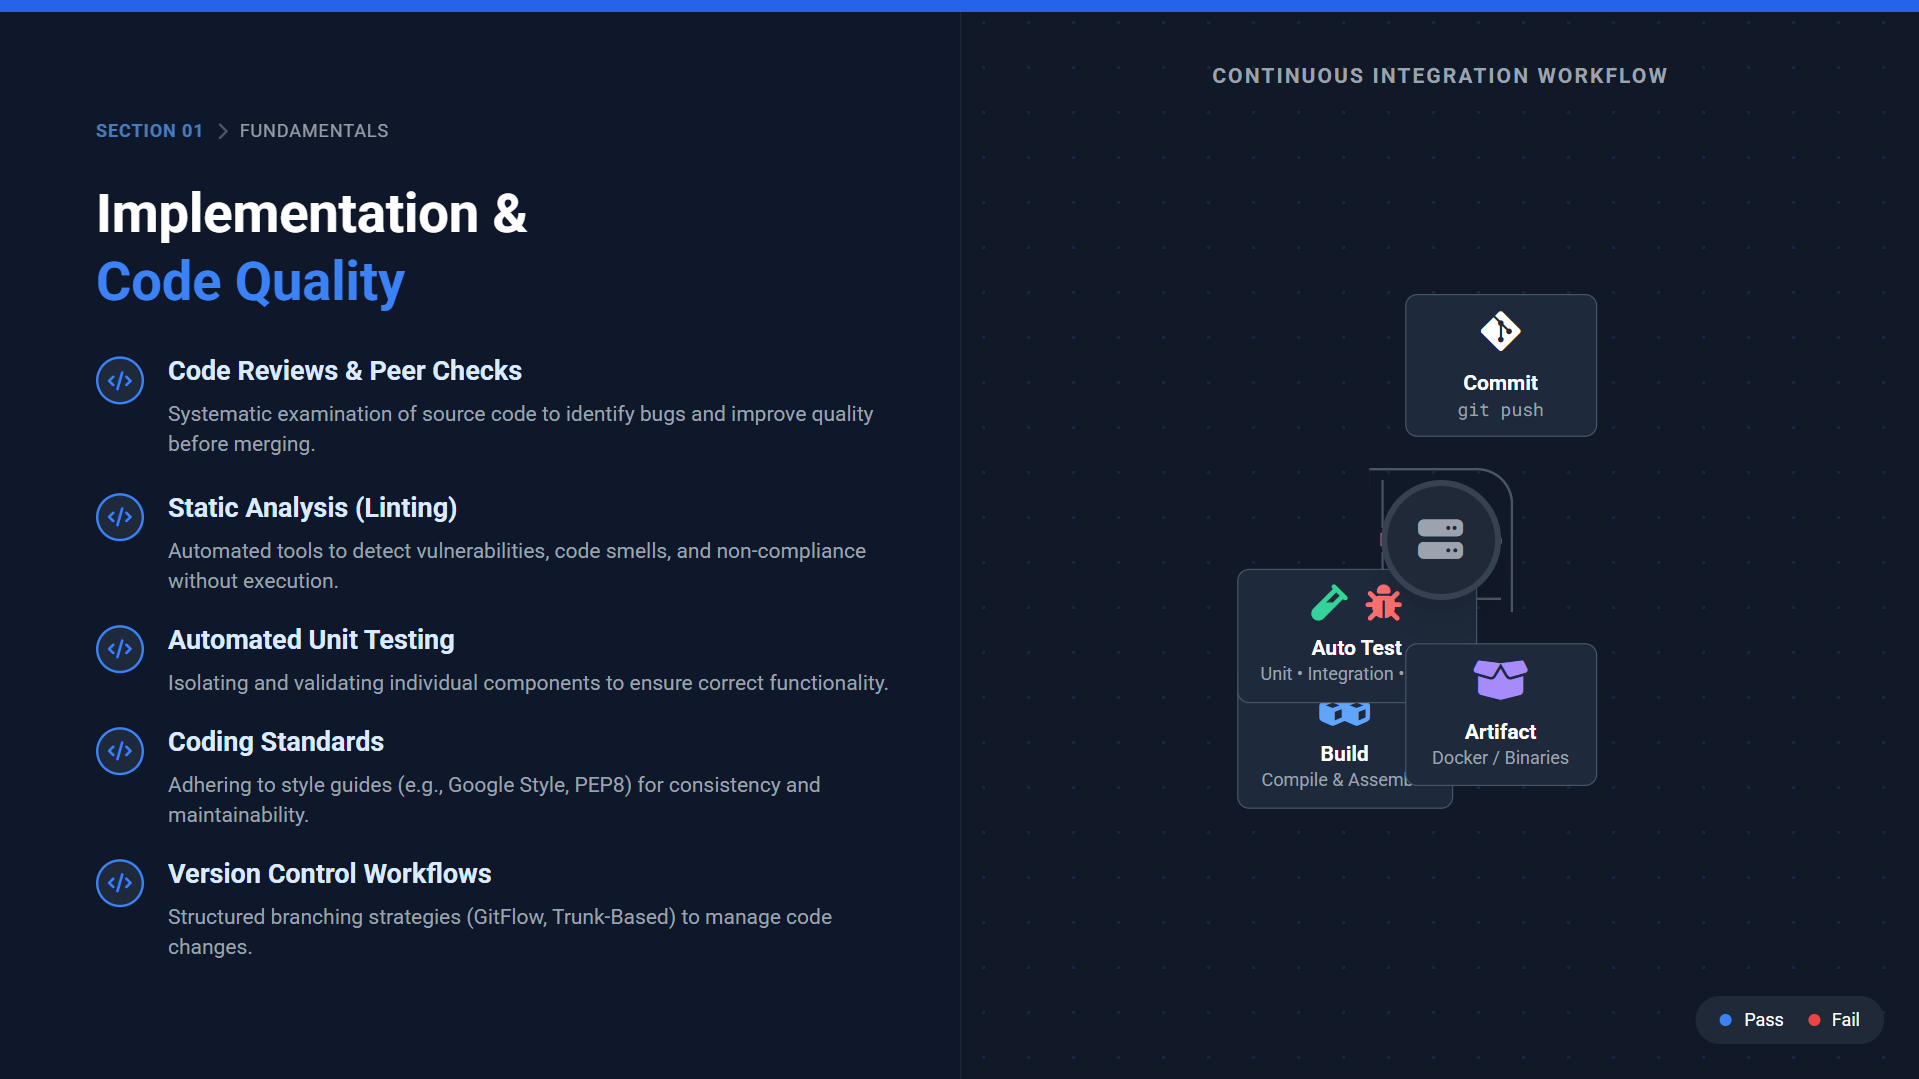 SECTION 01 FUNDAMENTALS
Implementation &
Code Quality
Code Reviews & Peer Checks
Systematic examination of source code to identify bugs and improve quality
before merging.
Static Analysis (Linting)
Automated tools to detect vulnerabilities, code smells, and non-compliance
without execution.
Automated Unit Testing
Isolating and validating individual components to ensure correct functionality.
Coding Standards
Adhering to style guides (e.g., Google Style, PEP8) for consistency and
maintainability.
Version Control Workflows
Structured branching strategies (GitFlow, Trunk-Based) to manage code
changes.
CONTINUOUS INTEGRATION WORKFLOW
Commit
git push
Auto Test
Unit • Integration •
Build
Compile &
Artifact
Docker / Binaries
Pass
Fail